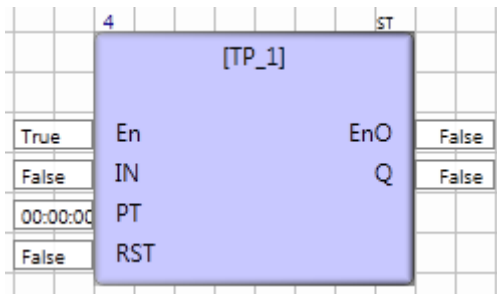 4 ST
[TP_1]
True En EnO False
False IN Q False
00:00:00 PT
False RST